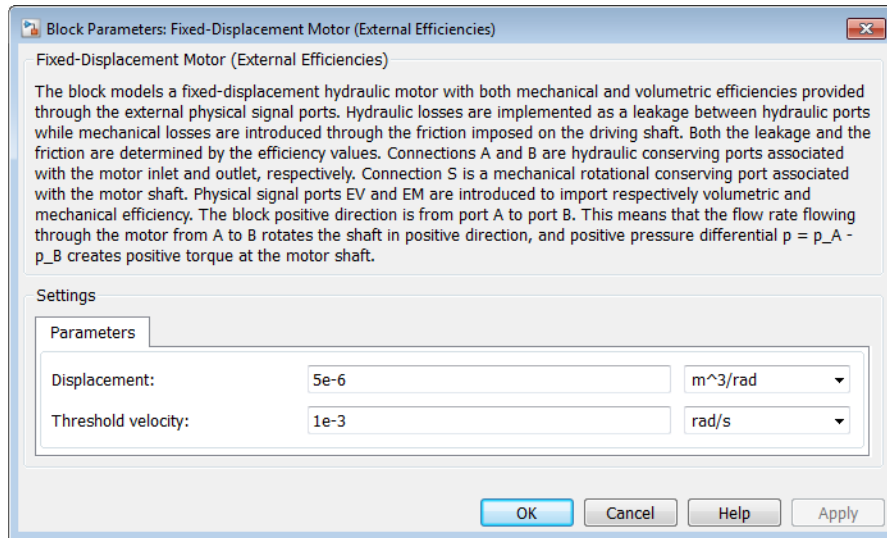 Block Parameters: Fixed-Displacement Motor (External Efficiencies)
Fixed-Displacement Motor (External Efficiencies)
The block models a fixed-displacement hydraulic motor with both mechanical and volumetric efficiencies provided
through the external physical signal ports. Hydraulic losses are implemented as a leakage between hydraulic ports
while mechanical losses are introduced through the friction imposed on the driving shaft. Both the leakage and the
friction are determined by the efficiency values. Connections A and B are hydraulic conserving ports associated
with the motor inlet and outlet, respectively. Connection S is a mechanical rotational conserving port associated
with the motor shaft. Physical signal ports EV and EM are introduced to import respectively volumetric and
mechanical efficiency. The block positive direction is from port A to port B. This means that the flow rate flowing
through the motor from A to B rotates the shaft in positive direction, and positive pressure differential p = p_A -
p_B creates positive torque at the motor shaft.
Settings
Parameters
Displacement: 5e-6 m^3/rad
Threshold velocity: 1e-3 rad/s
OK Cancel Help Apply